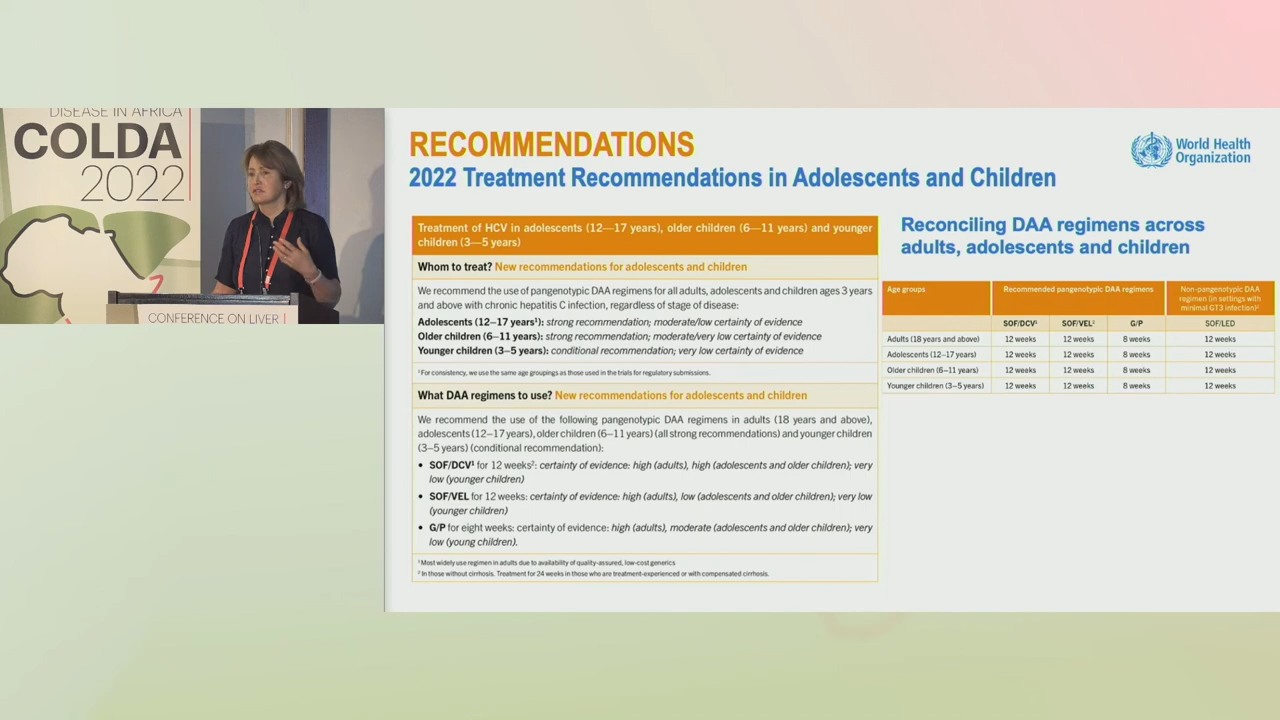 DISEASE IN AFRICA
COLDA
2022
CONFERENCE ON LIVER
RECOMMENDATIONS
2022 Treatment Recommendations in Adolescents and Children
World Health
Organization
Treatment of HCV in adolescents (12—17 years), older children (6—11 years) and younger
children (3—5 years)
Whom to treat? New recommendations for adolescents and children
We recommend the use of pangenotypic DAA regimens for all adults, adolescents and children ages 3 years
and above with chronic hepatitis C infection, regardless of stage of disease:
Adolescents (12–17 years¹): strong recommendation; moderate/low certainty of evidence
Older children (6–11 years): strong recommendation; moderate/very low certainty of evidence
Younger children (3–5 years): conditional recommendation; very low certainty of evidence
¹ For consistency, we use the same age groupings as those used in the trials for regulatory submissions.
What DAA regimens to use? New recommendations for adolescents and children
We recommend the use of the following pangenotypic DAA regimens in adults (18 years and above),
adolescents (12–17 years), older children (6–11 years) (all strong recommendations) and younger children
(3–5 years) (conditional recommendation):
• SOF/DCV¹ for 12 weeks²: certainty of evidence: high (adults), high (adolescents and older children); very
low (younger children)
• SOF/VEL for 12 weeks: certainty of evidence: high (adults), low (adolescents and older children); very low
(younger children)
• G/P for eight weeks: certainty of evidence: high (adults), moderate (adolescents and older children); very
low (young children).
¹ Most widely use regimen in adults due to availability of quality-assured, low-cost generics
² In those without cirrhosis. Treatment for 24 weeks in those who are treatment-experienced or with compensated cirrhosis.
Reconciling DAA regimens across
adults, adolescents and children
Age groups Recommended pangenotypic DAA regimens Non-pangenotypic DAA
regimen (in settings with
minimal GT3 infection)²
SOF/DCV¹ SOF/VEL² G/P SOF/LED
Adults (18 years and above) 12 weeks 12 weeks 8 weeks 12 weeks
Adolescents (12–17 years) 12 weeks 12 weeks 8 weeks 12 weeks
Older children (6–11 years) 12 weeks 12 weeks 8 weeks 12 weeks
Younger children (3–5 years) 12 weeks 12 weeks 8 weeks 12 weeks